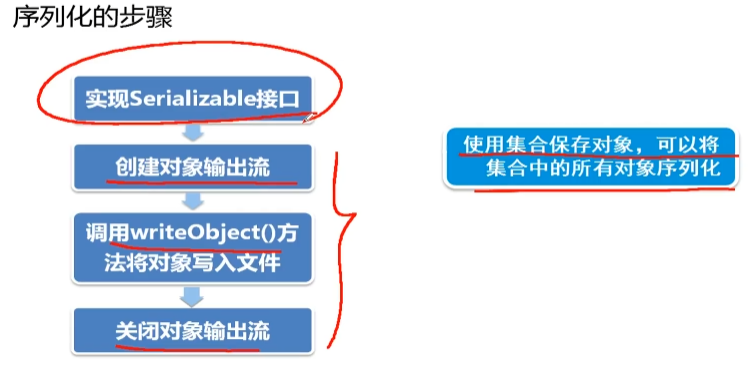 序列化的步骤
实现Serializable接口
创建对象输出流
调用writeObject()方
法将对象写入文件
关闭对象输出流
使用集合保存对象，可以将
集合中的所有对象序列化